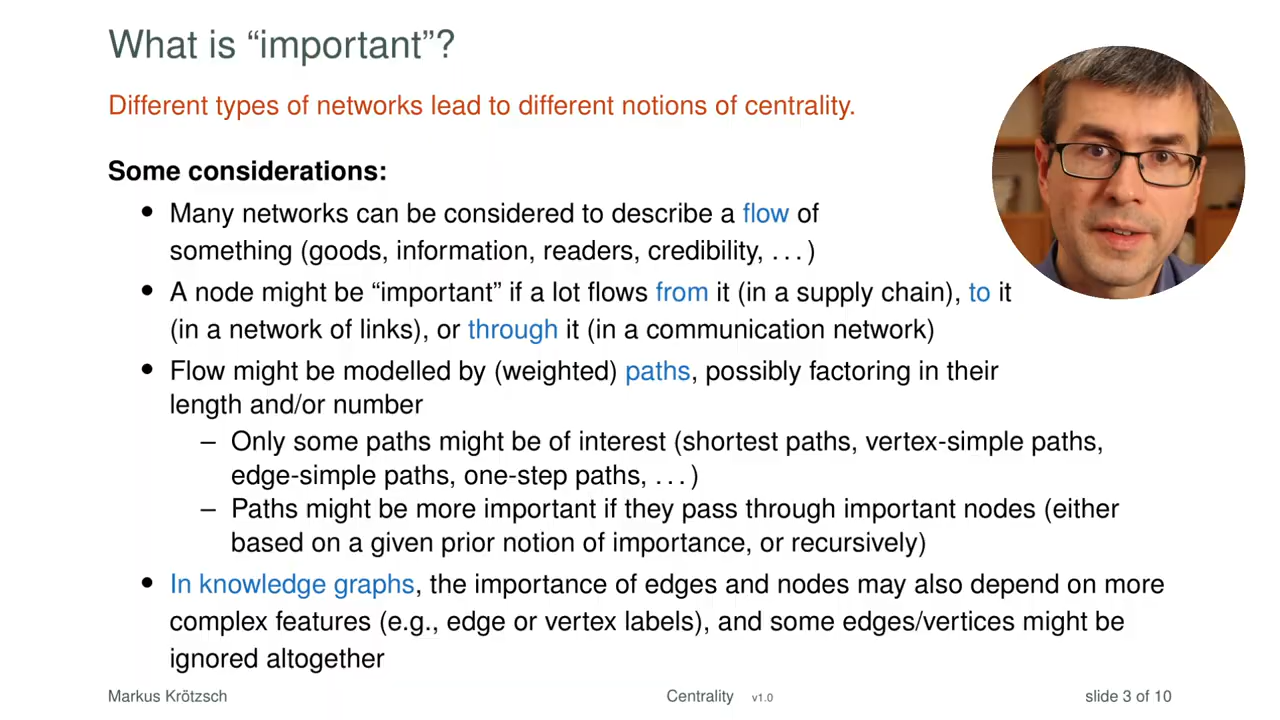 What is “important”?
Different types of networks lead to different notions of centrality.
Some considerations:
• Many networks can be considered to describe a flow of
something (goods, information, readers, credibility, . . . )
• A node might be “important” if a lot flows from it (in a supply chain), to it
(in a network of links), or through it (in a communication network)
• Flow might be modelled by (weighted) paths, possibly factoring in their
length and/or number
– Only some paths might be of interest (shortest paths, vertex-simple paths,
edge-simple paths, one-step paths, . . . )
– Paths might be more important if they pass through important nodes (either
based on a given prior notion of importance, or recursively)
• In knowledge graphs, the importance of edges and nodes may also depend on more
complex features (e.g., edge or vertex labels), and some edges/vertices might be
ignored altogether
Markus Krötzsch Centrality v1.0 slide 3 of 10